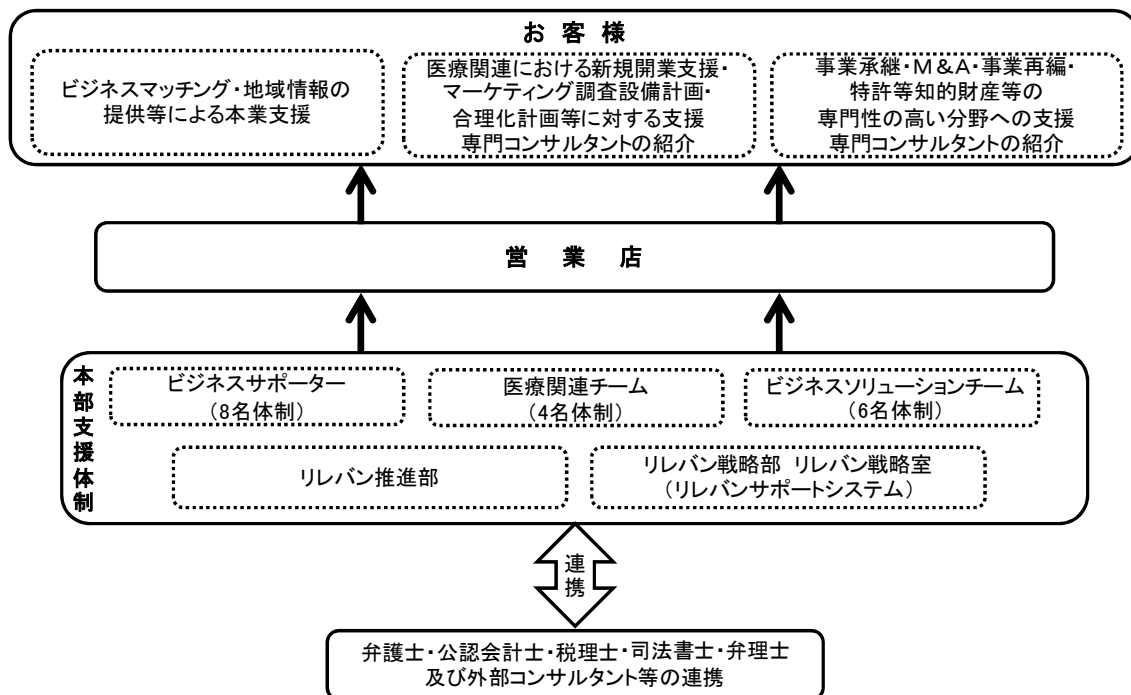 お客様
ビジネスマッチング・地域情報の
提供等による本業支援
医療関連における新規開業支援・
マーケティング調査設備計画・
合理化計画等に対する支援
専門コンサルタントの紹介
事業承継・M&A・事業再編・
特許等知的財産等の
専門性の高い分野への支援
専門コンサルタントの紹介
営業店
本部支援体制
ビジネスサポーター
(8名体制)
医療関連チーム
(4名体制)
ビジネスソリューションチーム
(6名体制)
リレバン推進部
リレバン戦略部 リレバン戦略室
(リレバンサポートシステム)
連携
弁護士・公認会計士・税理士・司法書士・弁理士
及び外部コンサルタント等の連携